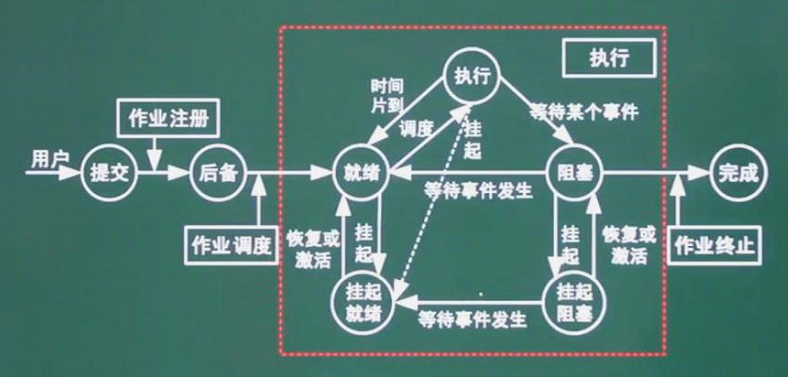 执行
执行
时间
片到
等待某个事件
作业注册
调度
挂
起
用户
提交
后备
就绪
阻塞
完成
等待事件发生
作业调度
恢复或
激活
挂
起
挂
起
恢复或
激活
作业终止
挂起
就绪
等待事件发生
挂起
阻塞